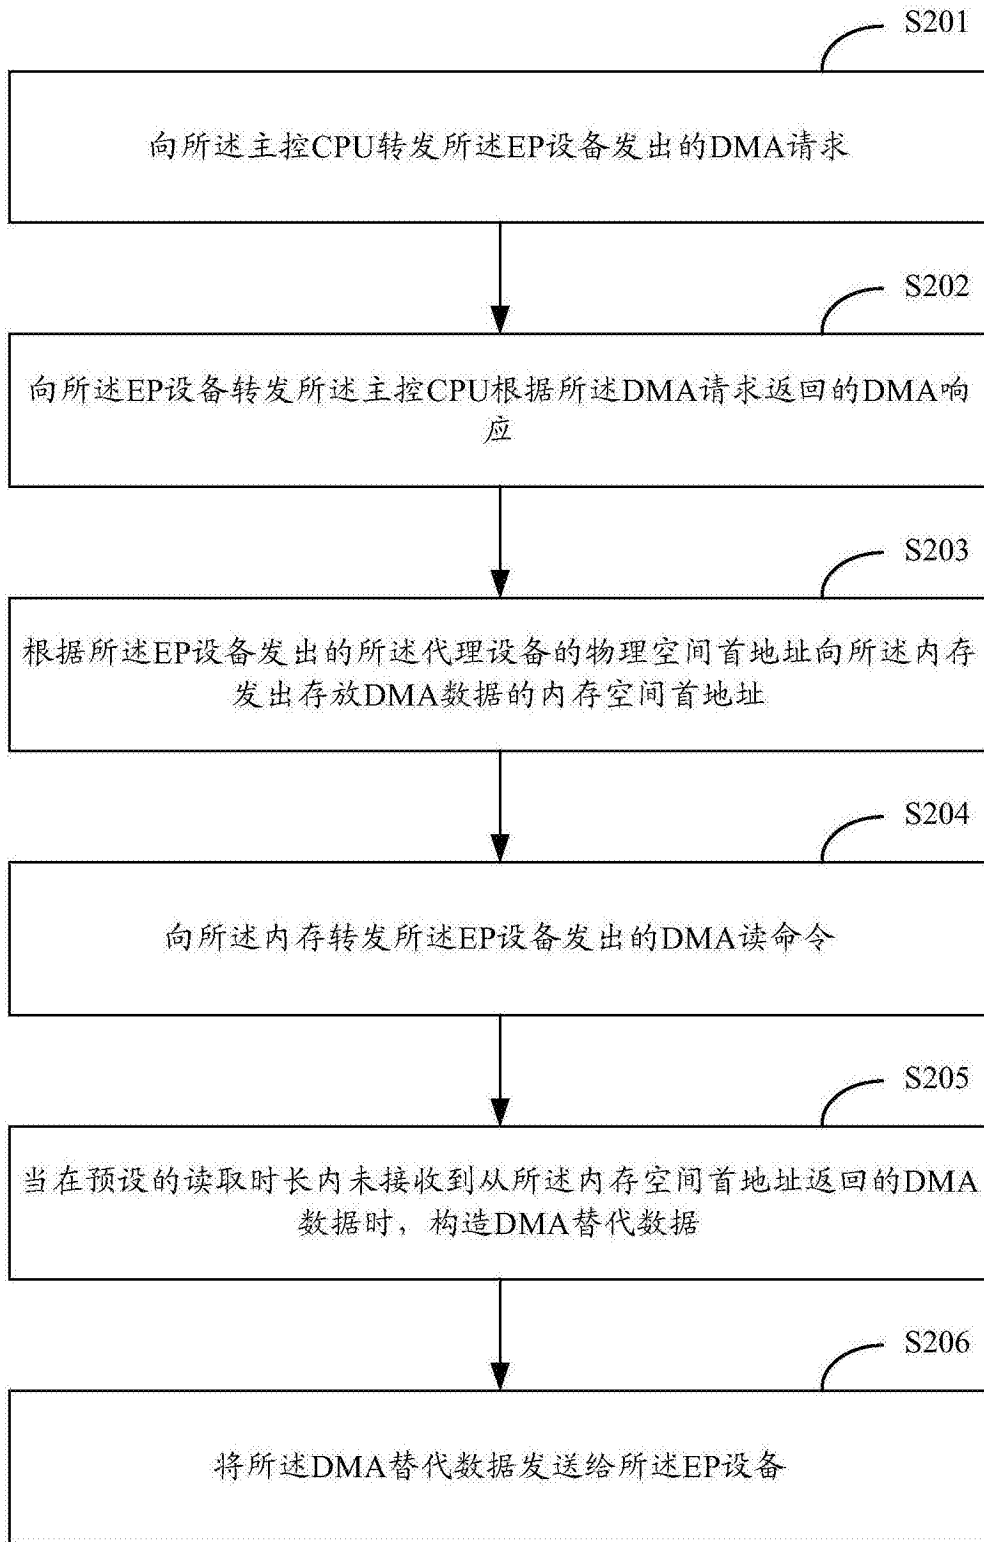 S201
向所述主控CPU转发所述EP设备发出的DMA请求
S202
向所述EP设备转发所述主控CPU根据所述DMA请求返回的DMA响
应
S203
根据所述EP设备发出的所述代理设备的物理空间首地址向所述内存
发出存放DMA数据的内存空间首地址
S204
向所述内存转发所述EP设备发出的DMA读命令
S205
当在预设的读取时长内未接收到从所述内存空间首地址返回的DMA
数据时，构造DMA替代数据
S206
将所述DMA替代数据发送给所述EP设备